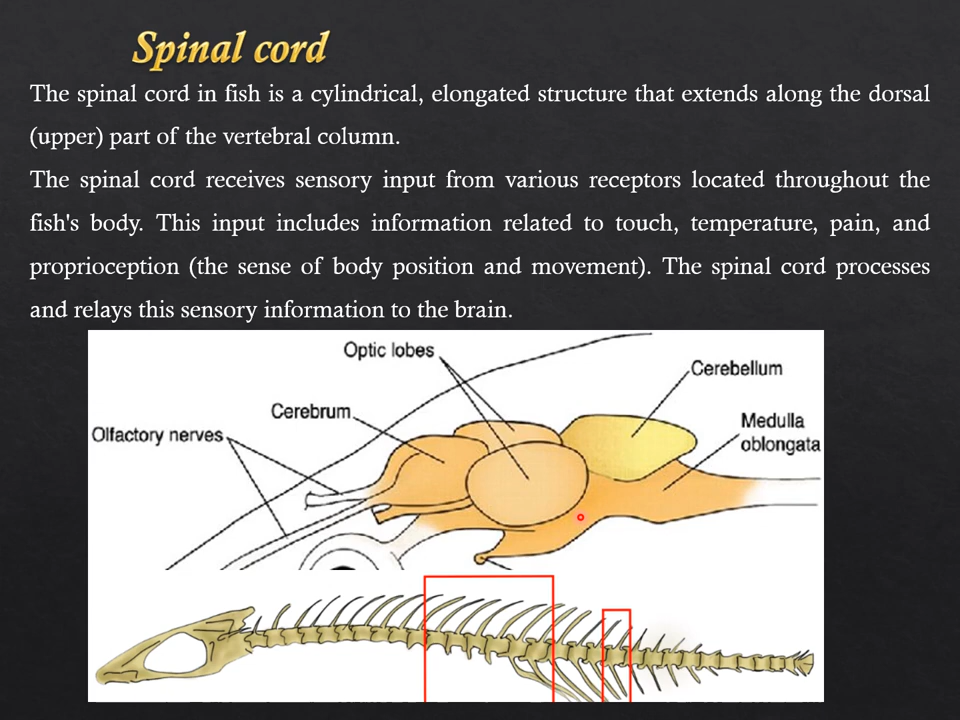 Spinal cord
The spinal cord in fish is a cylindrical, elongated structure that extends along the dorsal
(upper) part of the vertebral column.
The spinal cord receives sensory input from various receptors located throughout the
fish's body. This input includes information related to touch, temperature, pain, and
proprioception (the sense of body position and movement). The spinal cord processes
and relays this sensory information to the brain.
Optic lobes
Cerebellum
Cerebrum
Medulla
oblongata
Olfactory nerves